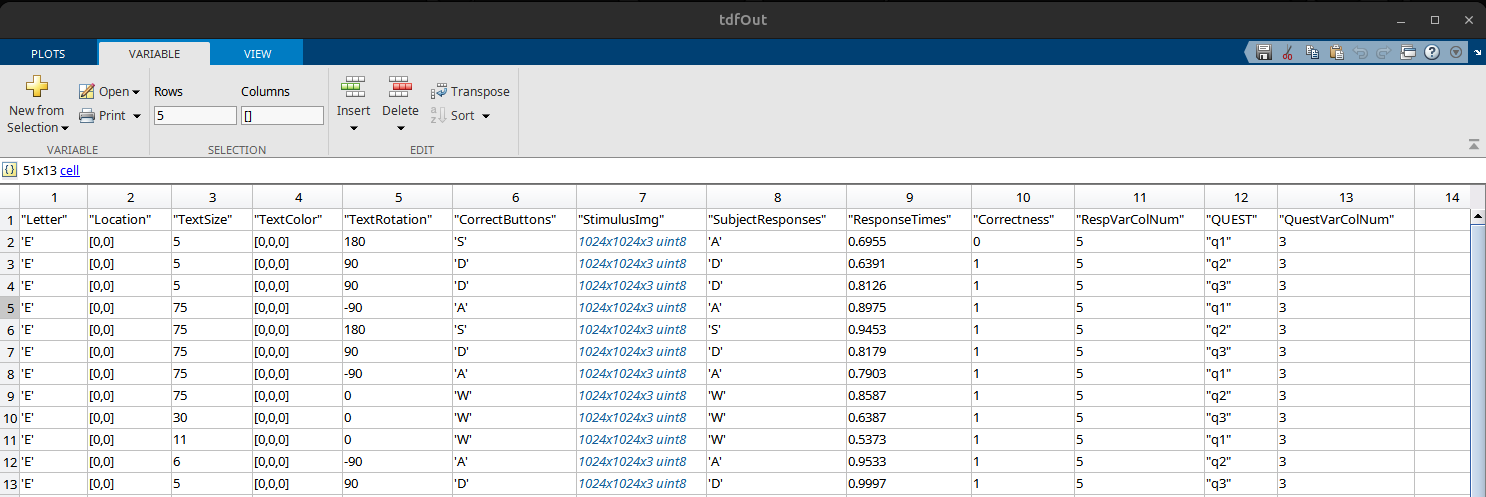 tdfOut
PLOTS VARIABLE VIEW
New from Selection Open Print Rows Columns Insert Delete Transpose Sort
5 []
VARIABLE SELECTION EDIT
51x13 cell
1 2 3 4 5 6 7 8 9 10 11 12 13 14
1 "Letter" "Location" "TextSize" "TextColor" "TextRotation" "CorrectButtons" "StimulusImg" "SubjectResponses" "ResponseTimes" "Correctness" "RespVarColNum" "QUEST" "QuestVarColNum"
2 'E' [0,0] 5 [0,0,0] 180 'S' 1024x1024x3 uint8 'A' 0.6955 0 5 "q1" 3
3 'E' [0,0] 5 [0,0,0] 90 'D' 1024x1024x3 uint8 'D' 0.6391 1 5 "q2" 3
4 'E' [0,0] 5 [0,0,0] 90 'D' 1024x1024x3 uint8 'D' 0.8126 1 5 "q3" 3
5 'E' [0,0] 75 [0,0,0] -90 'A' 1024x1024x3 uint8 'A' 0.8975 1 5 "q1" 3
6 'E' [0,0] 75 [0,0,0] 180 'S' 1024x1024x3 uint8 'S' 0.9453 1 5 "q2" 3
7 'E' [0,0] 75 [0,0,0] 90 'D' 1024x1024x3 uint8 'D' 0.8179 1 5 "q3" 3
8 'E' [0,0] 75 [0,0,0] -90 'A' 1024x1024x3 uint8 'A' 0.7903 1 5 "q1" 3
9 'E' [0,0] 75 [0,0,0] 0 'W' 1024x1024x3 uint8 'W' 0.8587 1 5 "q2" 3
10 'E' [0,0] 30 [0,0,0] 0 'W' 1024x1024x3 uint8 'W' 0.6387 1 5 "q3" 3
11 'E' [0,0] 11 [0,0,0] 0 'W' 1024x1024x3 uint8 'W' 0.5373 1 5 "q1" 3
12 'E' [0,0] 6 [0,0,0] -90 'A' 1024x1024x3 uint8 'A' 0.9533 1 5 "q2" 3
13 'E' [0,0] 5 [0,0,0] 90 'D' 1024x1024x3 uint8 'D' 0.9997 1 5 "q3" 3